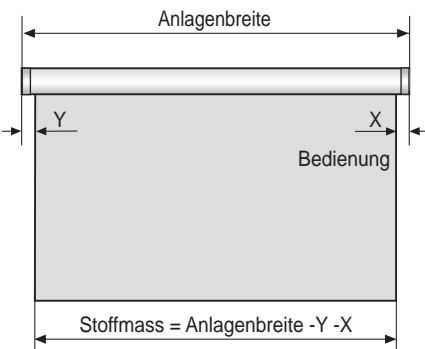 Anlagenbreite
Y X
Bedienung
Stoffmass = Anlagenbreite -Y -X